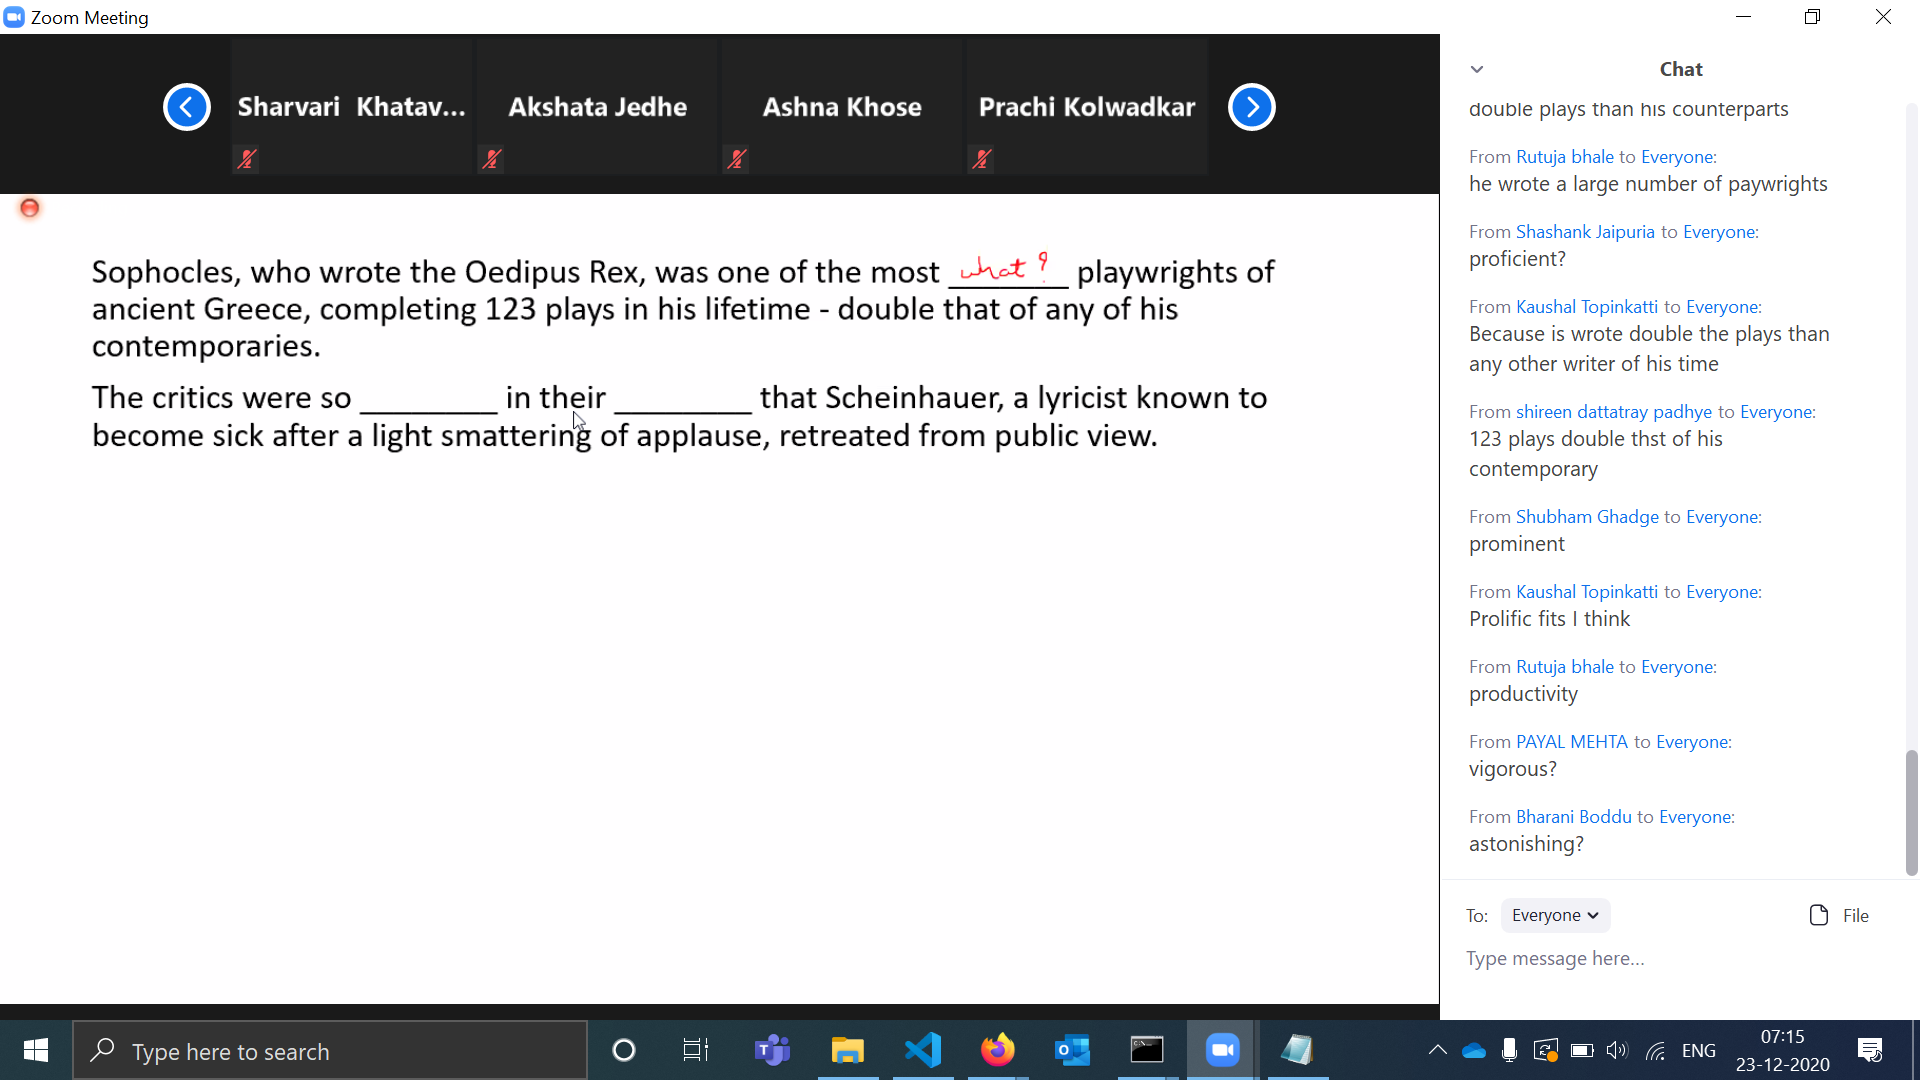 Zoom Meeting
Sharvari Khatav...
Akshata Jedhe
Ashna Khose
Prachi Kolwadkar
Sophocles, who wrote the Oedipus Rex, was one of the most what? playwrights of
ancient Greece, completing 123 plays in his lifetime - double that of any of his
contemporaries.
The critics were so ________ in their ________ that Scheinhauer, a lyricist known to
become sick after a light smattering of applause, retreated from public view.
Chat
double plays than his counterparts
From Rutuja bhale to Everyone:
he wrote a large number of paywrights
From Shashank Jaipuria to Everyone:
proficient?
From Kaushal Topinkatti to Everyone:
Because is wrote double the plays than
any other writer of his time
From shireen dattatray padhye to Everyone:
123 plays double thst of his
contemporary
From Shubham Ghadge to Everyone:
prominent
From Kaushal Topinkatti to Everyone:
Prolific fits I think
From Rutuja bhale to Everyone:
productivity
From PAYAL MEHTA to Everyone:
vigorous?
From Bharani Boddu to Everyone:
astonishing?
To: Everyone File
Type message here...
Type here to search
ENG
07:15
23-12-2020